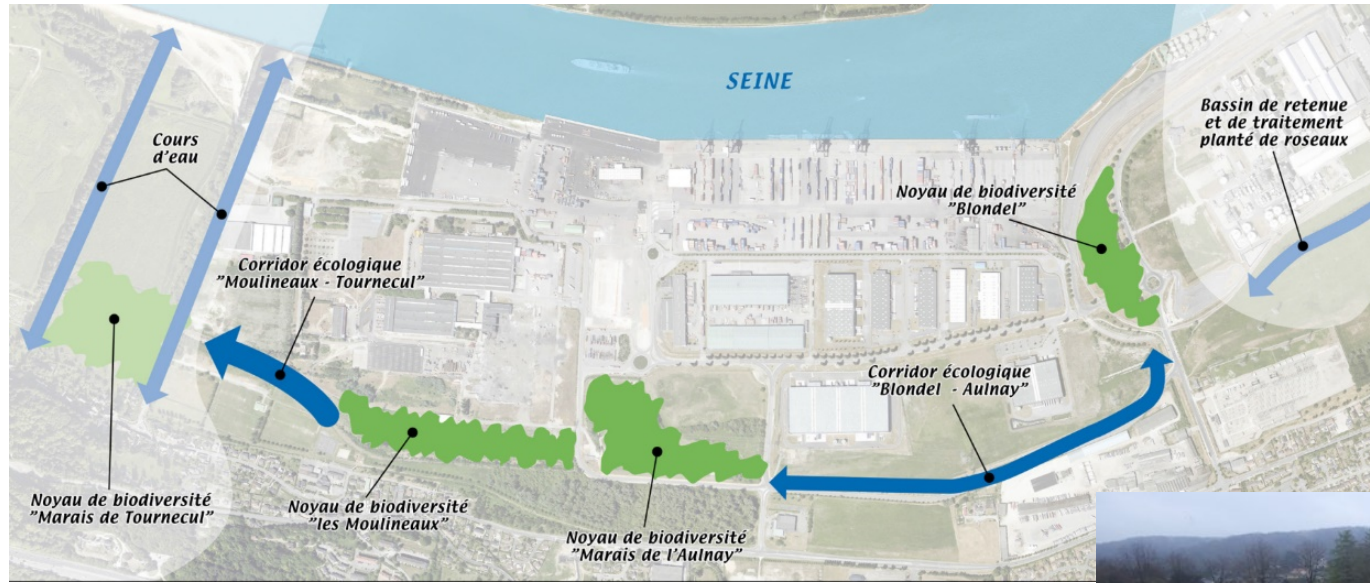 SEINE
Cours
d'eau
Bassin de retenue
et de traitement
planté de roseaux
Noyau de biodiversité
"Blondel"
Corridor écologique
"Moulineaux - Tournecul"
Corridor écologique
"Blondel - Aulnay"
Noyau de biodiversité
"Marais de Tournecul"
Noyau de biodiversité
"les Moulineaux"
Noyau de biodiversité
"Marais de l'Aulnay"